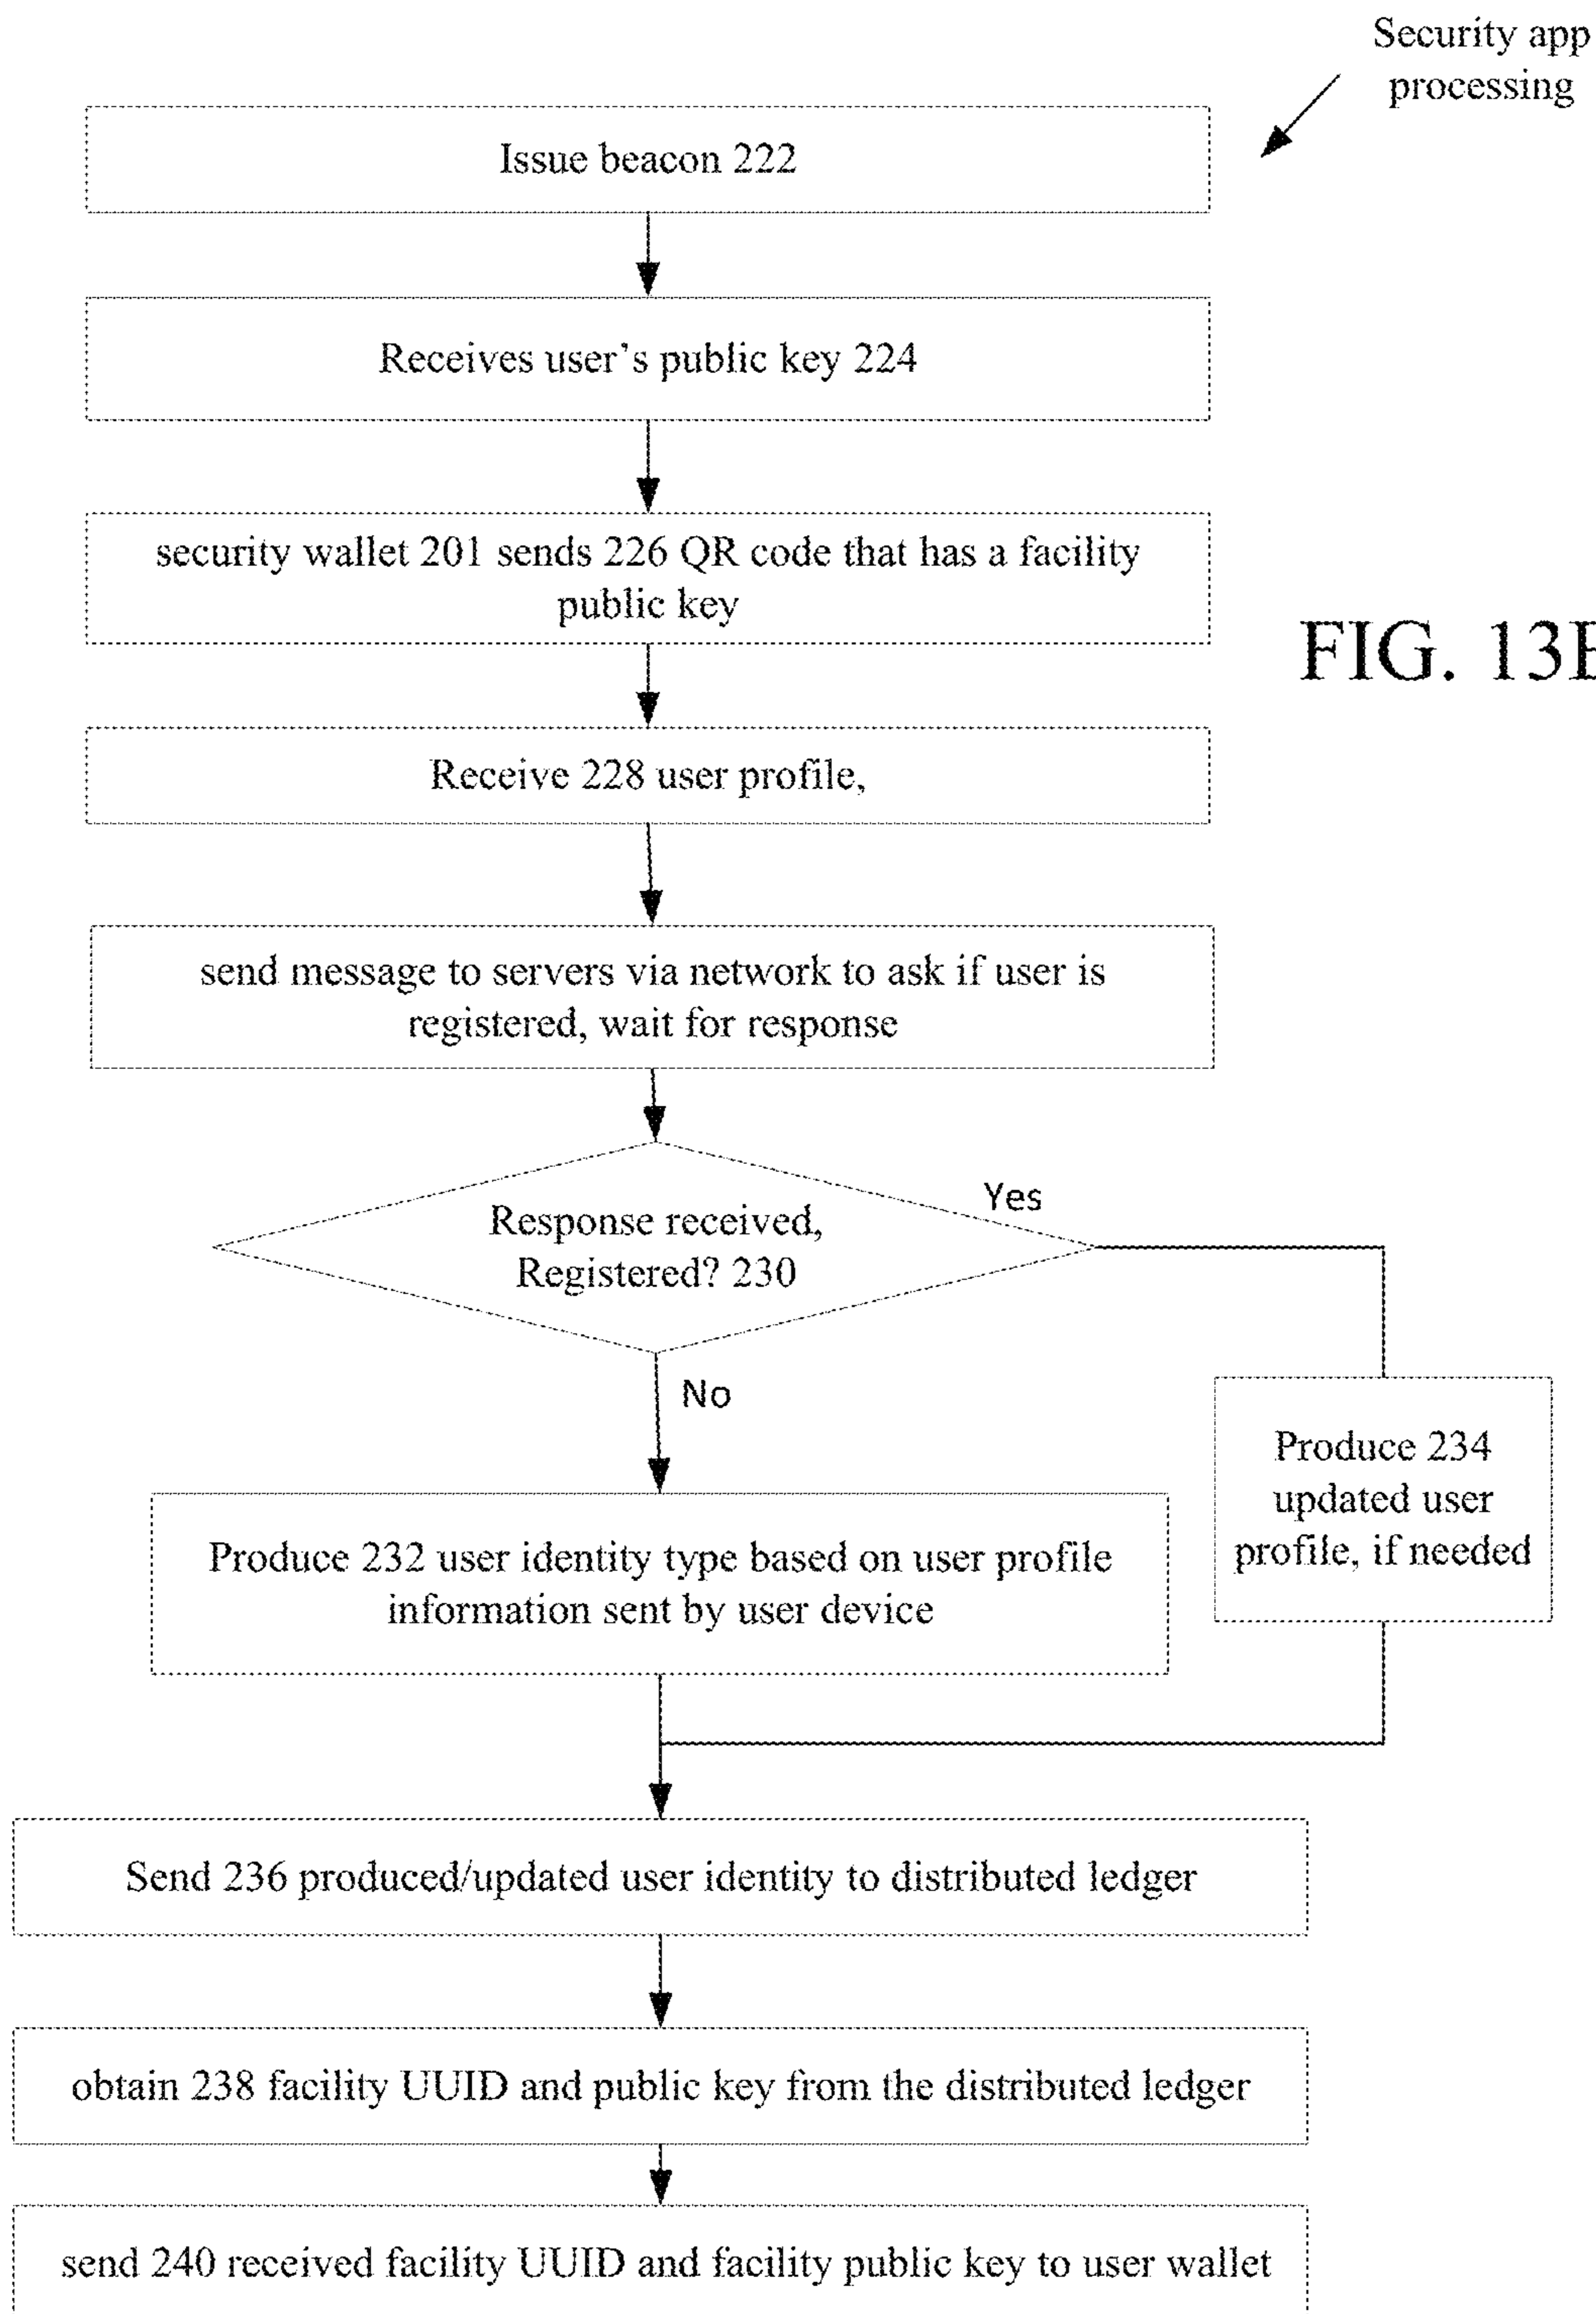 Security app
processing
Issue beacon 222
Receives user's public key 224
security wallet 201 sends 226 QR code that has a facility
public key
FIG. 13B
Receive 228 user profile,
send message to servers via network to ask if user is
registered, wait for response
Yes
Response received,
Registered? 230
No
Produce 234
updated user
profile, if needed
Produce 232 user identity type based on user profile
information sent by user device
Send 236 produced/updated user identity to distributed ledger
obtain 238 facility UUID and public key from the distributed ledger
send 240 received facility UUID and facility public key to user wallet